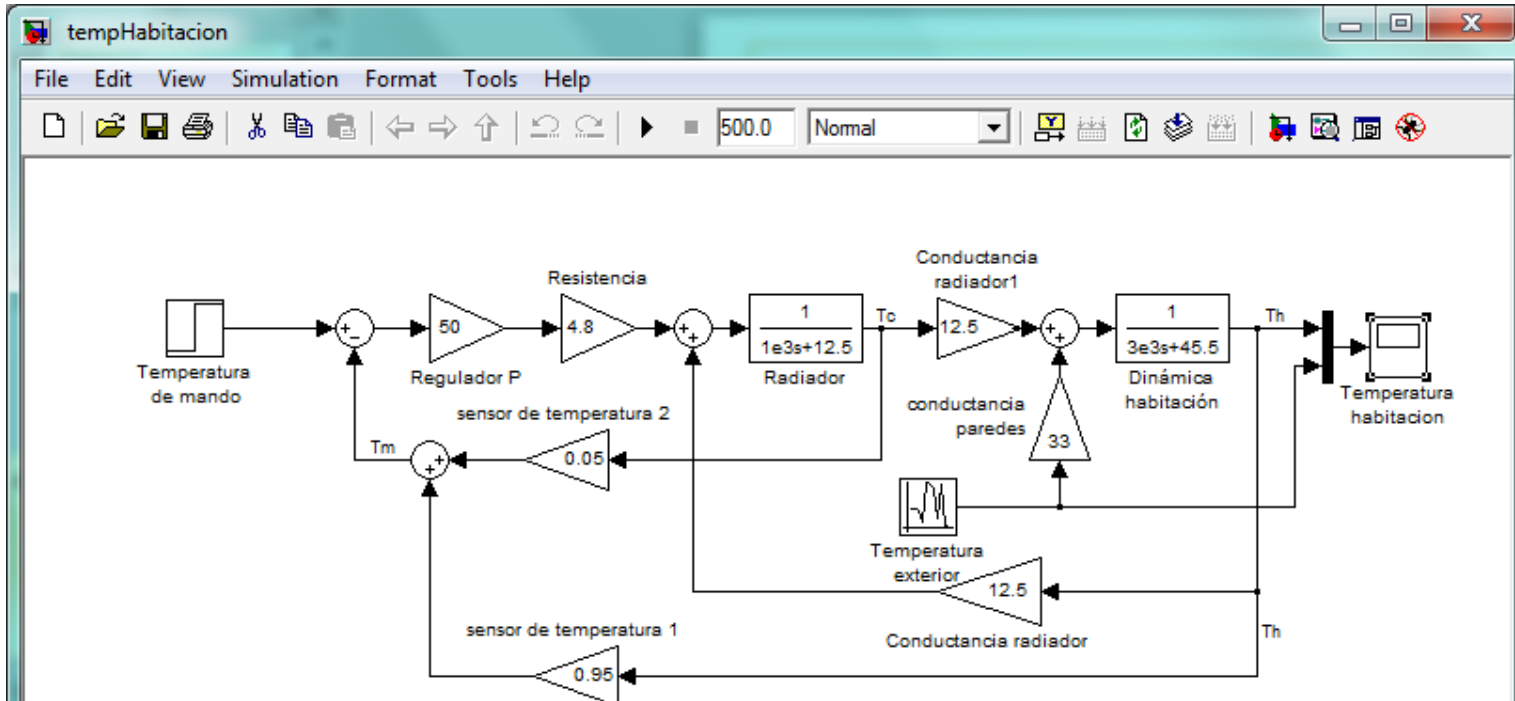 tempHabitacion
File Edit View Simulation Format Tools Help
500.0 Normal
Conductancia
radiador1
Resistencia
50
4.8
+
−
+
+
1
1e3s+12.5
Tc
12.5
+
+
1
3e3s+45.5
Th
Temperatura
de mando
Regulador P
Radiador
Dinámica
habitación
Temperatura
habitacion
sensor de temperatura 2
conductancia
paredes
Tm
+
+
0.05
33
Temperatura
exterior
12.5
sensor de temperatura 1
Conductancia radiador
Th
0.95